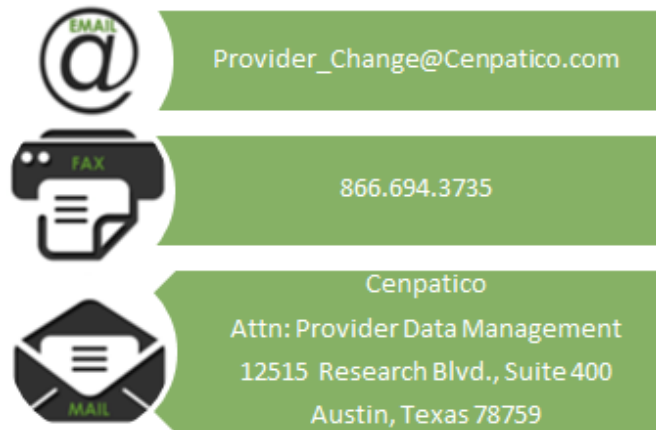 EMAIL
Provider_Change@Cenpatico.com
FAX
866.694.3735
Cenpatico
Attn: Provider Data Management
12515 Research Blvd., Suite 400
Austin, Texas 78759
MAIL